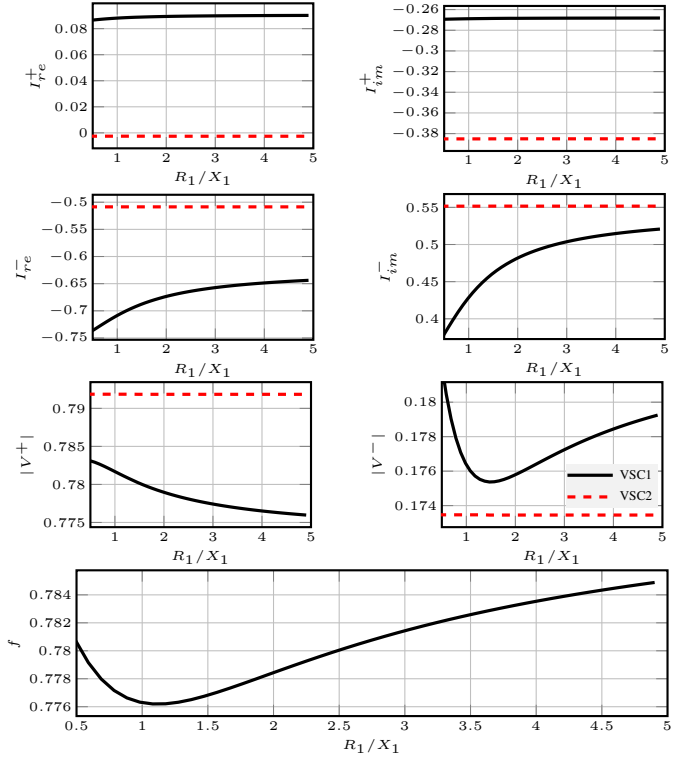 0.08
0.06
0.04
0.02
0
I⁺re
1 2 3 4 5
R1/X1
−0.26
−0.28
−0.3
−0.32
−0.34
−0.36
−0.38
I⁺im
1 2 3 4 5
R1/X1
−0.5
−0.55
−0.6
−0.65
−0.7
−0.75
I⁻re
1 2 3 4 5
R1/X1
0.55
0.5
0.45
0.4
I⁻im
1 2 3 4 5
R1/X1
0.79
0.785
0.78
0.775
|V⁺|
1 2 3 4 5
R1/X1
0.18
0.178
0.176
0.174
|V⁻|
VSC1
VSC2
1 2 3 4 5
R1/X1
0.784
0.782
0.78
0.778
0.776
f
0.5 1 1.5 2 2.5 3 3.5 4 4.5 5
R1/X1